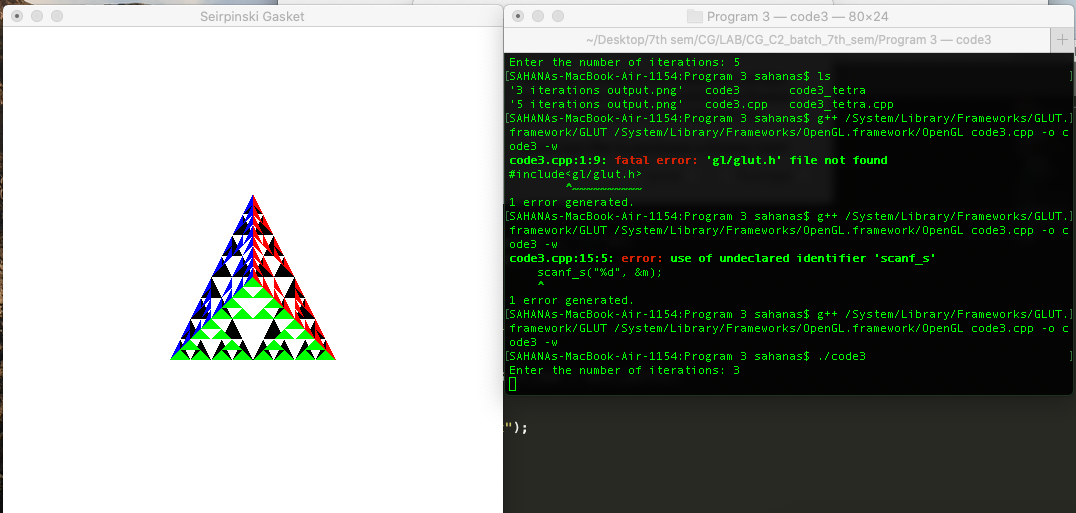 Seirpinski Gasket
Program 3 — code3 — 80×24
~/Desktop/7th sem/CG/LAB/CG_C2_batch_7th_sem/Program 3 — code3
Enter the number of iterations: 5
[SAHANAs-MacBook-Air-1154:Program 3 sahanas$ ls ]
'3 iterations output.png' code3 code3_tetra
'5 iterations output.png' code3.cpp code3_tetra.cpp
[SAHANAs-MacBook-Air-1154:Program 3 sahanas$ g++ /System/Library/Frameworks/GLUT.]
framework/GLUT /System/Library/Frameworks/OpenGL.framework/OpenGL code3.cpp -o c
ode3 -w
code3.cpp:1:9: fatal error: 'gl/glut.h' file not found
#include<gl/glut.h>
^~~~~~~~~~~
1 error generated.
[SAHANAs-MacBook-Air-1154:Program 3 sahanas$ g++ /System/Library/Frameworks/GLUT.]
framework/GLUT /System/Library/Frameworks/OpenGL.framework/OpenGL code3.cpp -o c
ode3 -w
code3.cpp:15:5: error: use of undeclared identifier 'scanf_s'
scanf_s("%d", &m);
^
1 error generated.
[SAHANAs-MacBook-Air-1154:Program 3 sahanas$ g++ /System/Library/Frameworks/GLUT.]
framework/GLUT /System/Library/Frameworks/OpenGL.framework/OpenGL code3.cpp -o c
ode3 -w
[SAHANAs-MacBook-Air-1154:Program 3 sahanas$ ./code3 ]
Enter the number of iterations: 3
");